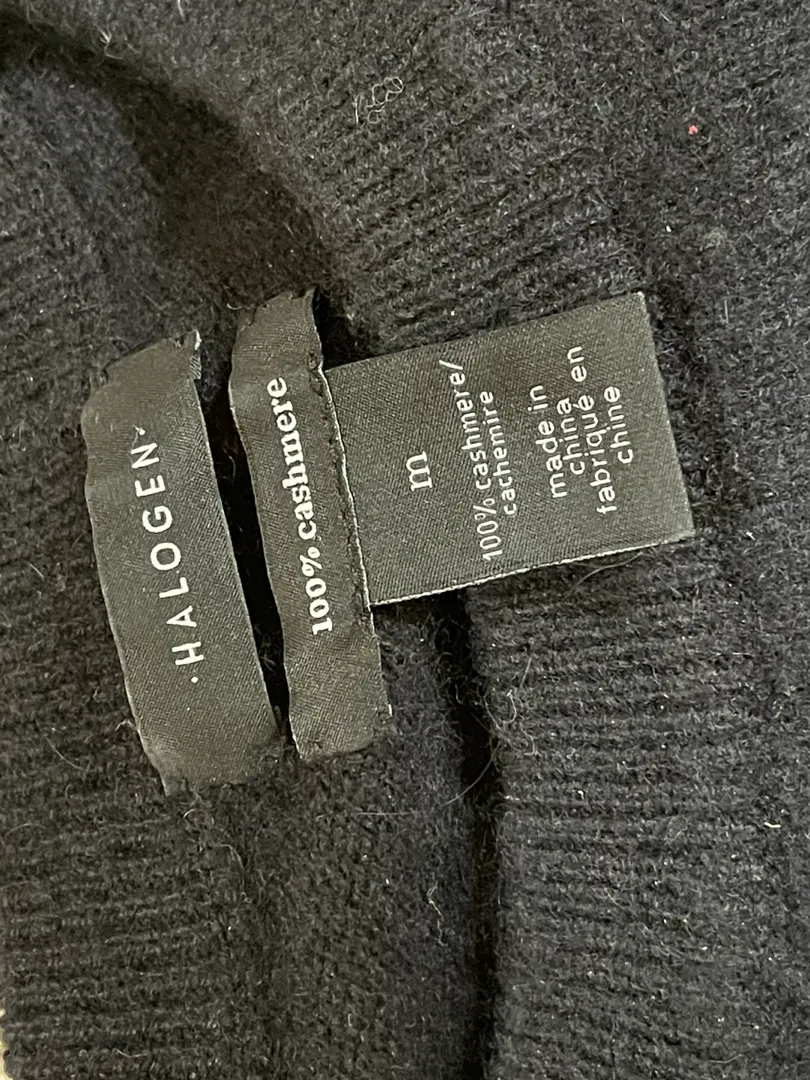 ·HALOGEN·
100% cashmere
m
100% cashmere/
cachemire
made in
china
fabriqué en
chine